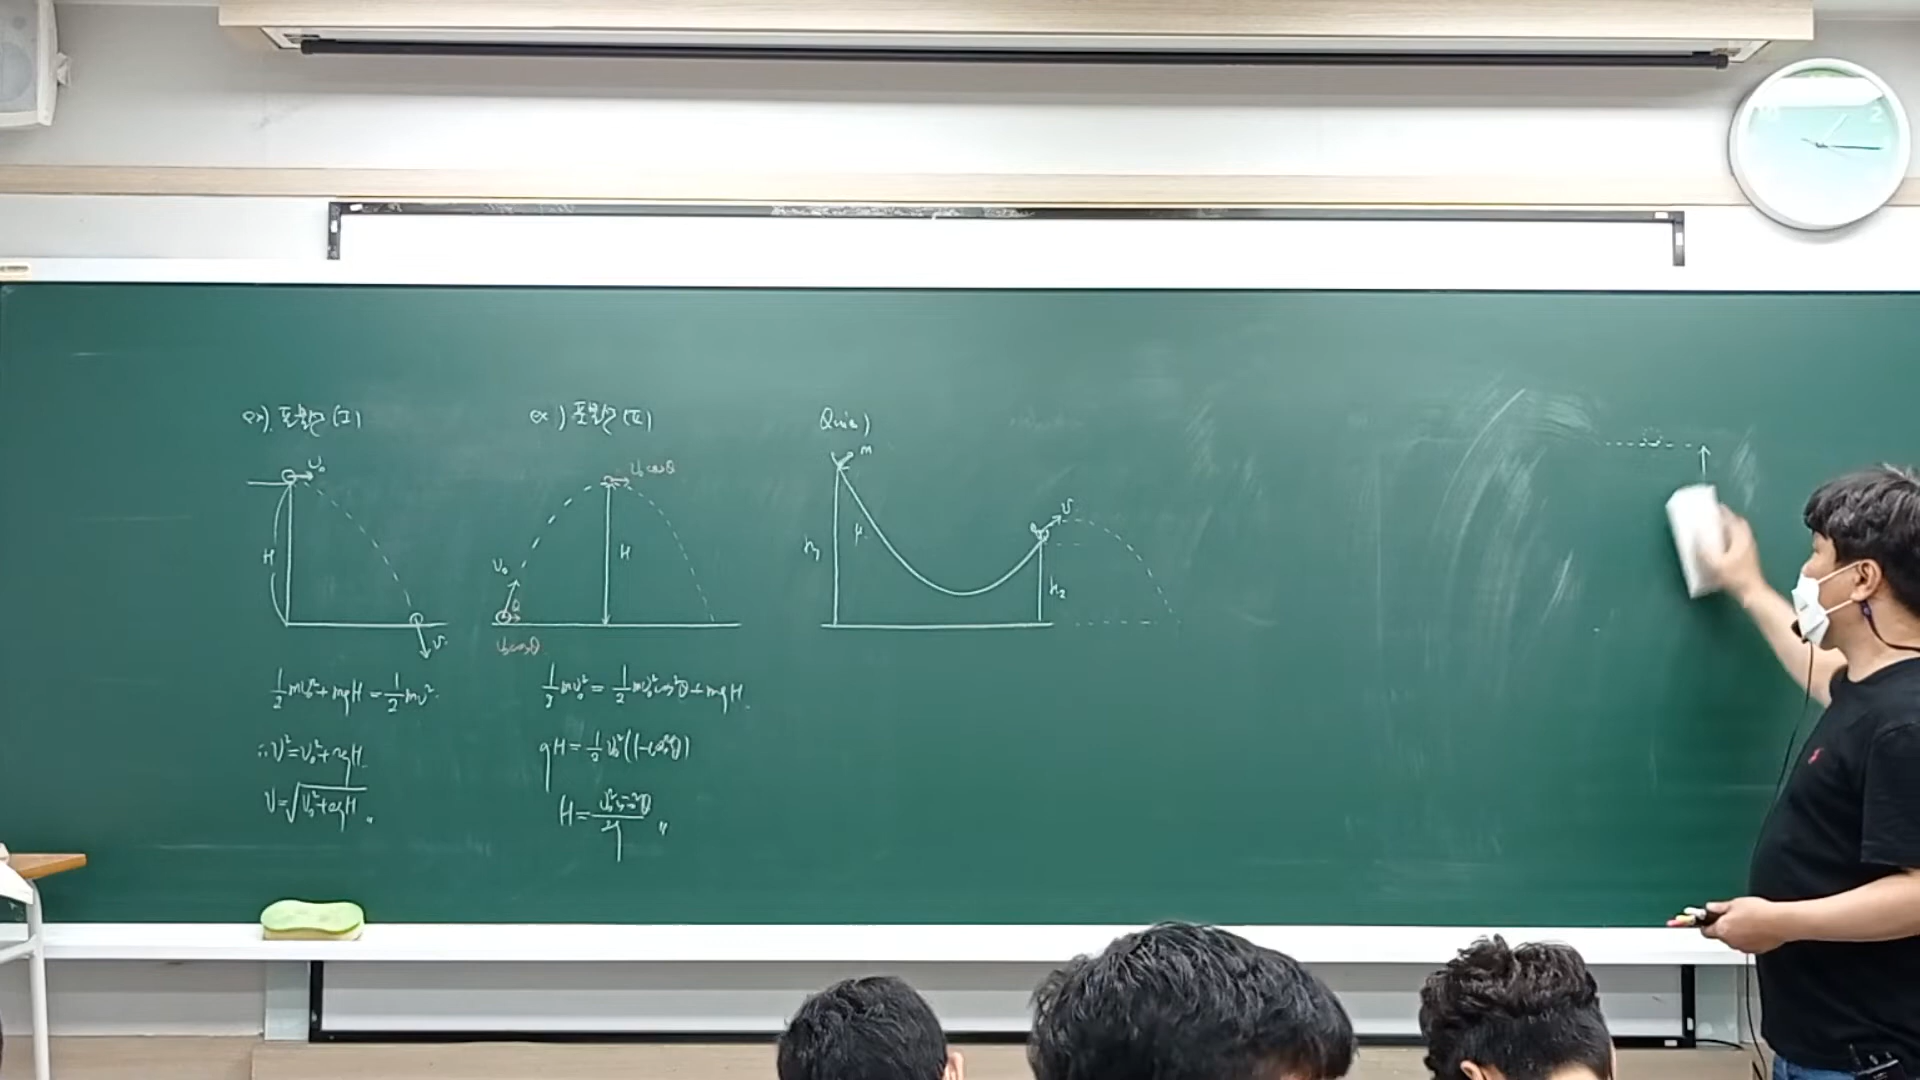 ex). 포물선 (I)
v₀
H
v
½mv₀²+mgH=½mv²
∴v²=v₀²+2gH.
v=√(v₀²+2gH) 〃
ex) 포물선 (II)
v₀cosθ
v₀
H
θ
v₀cosθ
½mv₀²=½mv₀²cos²θ+mgH.
gH=½v₀²(1-cos²θ)
H=v₀²sin²θ/2g 〃
Quiz)
m
v
h₁
h₂
2